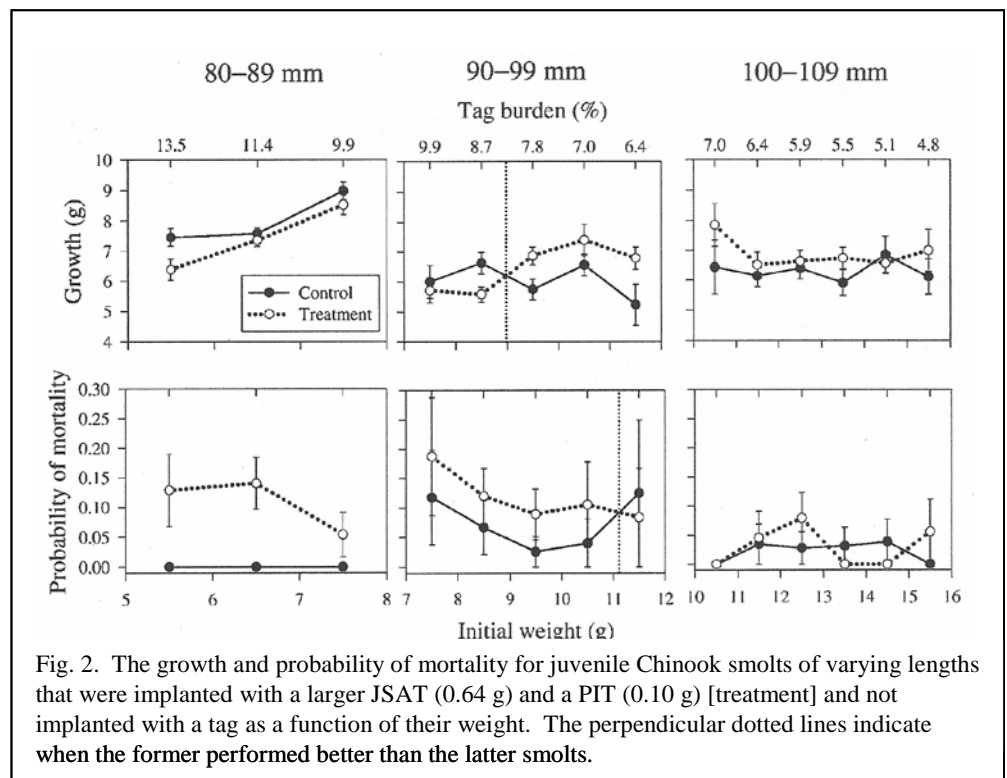 80–89 mm 90–99 mm 100–109 mm
Tag burden (%)
13.5 11.4 9.9 9.9 8.7 7.8 7.0 6.4 7.0 6.4 5.9 5.5 5.1 4.8
10
9
8
7
6
5
4
Growth (g)
Control
Treatment
0.30
0.25
0.20
0.15
0.10
0.05
0.00
Probability of mortality
5 6 7 8 7 8 9 10 11 12 10 11 12 13 14 15 16
Initial weight (g)
Fig. 2. The growth and probability of mortality for juvenile Chinook smolts of varying lengths
that were implanted with a larger JSAT (0.64 g) and a PIT (0.10 g) [treatment] and not
implanted with a tag as a function of their weight. The perpendicular dotted lines indicate
when the former performed better than the latter smolts.